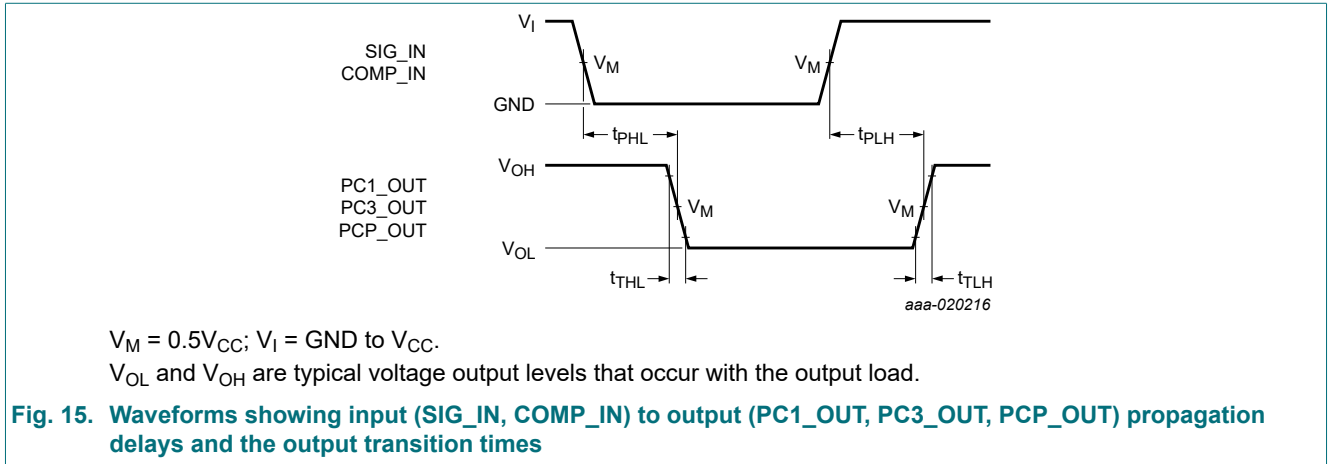 V_I
SIG_IN
COMP_IN
V_M
V_M
GND
t_PHL
t_PLH
V_OH
PC1_OUT
PC3_OUT
PCP_OUT
V_M
V_M
V_OL
t_THL
t_TLH
aaa-020216
V_M = 0.5V_CC; V_I = GND to V_CC.
V_OL and V_OH are typical voltage output levels that occur with the output load.
Fig. 15. Waveforms showing input (SIG_IN, COMP_IN) to output (PC1_OUT, PC3_OUT, PCP_OUT) propagation
delays and the output transition times